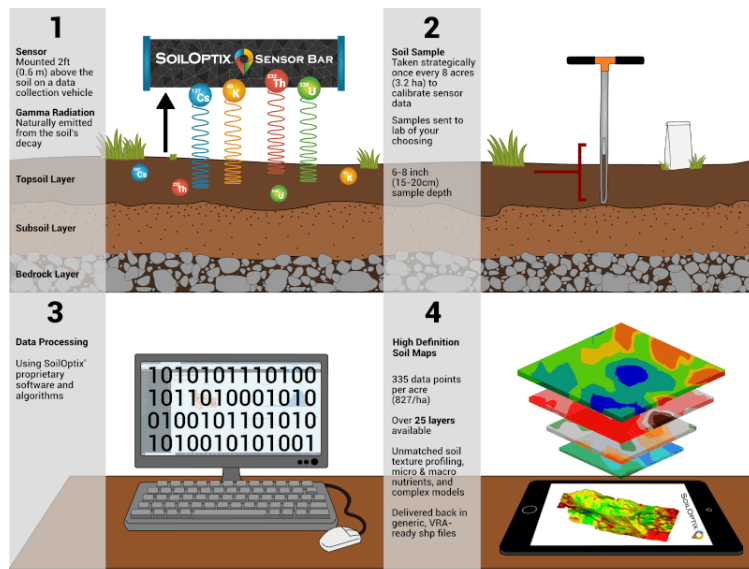 1
Sensor
Mounted 2ft
(0.6 m) above the
soil on a data
collection vehicle
Gamma Radiation
Naturally emitted
from the soil's
decay
Topsoil Layer
Subsoil Layer
Bedrock Layer
SOILOPTIX SENSOR BAR
137Cs
40K
232Th
238U
Cs
Th
U
K
2
Soil Sample
Taken strategically
once every 8 acres
(3.2 ha) to
calibrate sensor
data
Samples sent to
lab of your
choosing
6-8 inch
(15-20cm)
sample depth
3
Data Processing
Using SoilOptix®
proprietary
software and
algorithms
1010101110100
1011101001010
0100101101010
1010010101001
4
High Definition
Soil Maps
335 data points
per acre
(827/ha)
Over 25 layers
available
Unmatched soil
texture profiling,
micro & macro
nutrients, and
complex models
Delivered back in
generic, VRA-
ready shp files
SOILOPTIX